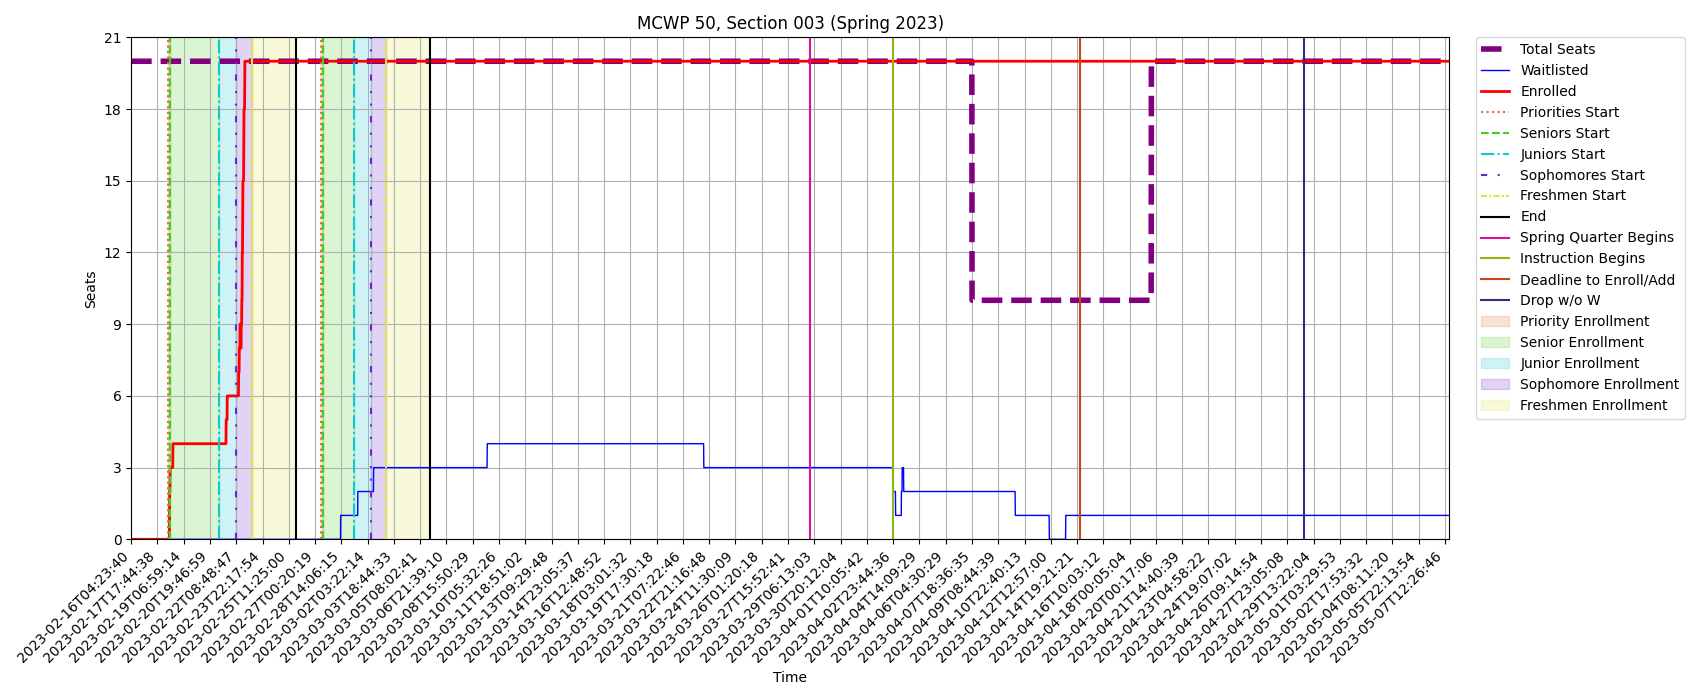 MCWP 50, Section 003 (Spring 2023)
21
18
15
12
9
6
3
0
Seats
Total Seats
Waitlisted
Enrolled
Priorities Start
Seniors Start
Juniors Start
Sophomores Start
Freshmen Start
End
Spring Quarter Begins
Instruction Begins
Deadline to Enroll/Add
Drop w/o W
Priority Enrollment
Senior Enrollment
Junior Enrollment
Sophomore Enrollment
Freshmen Enrollment
2023-02-16T04:23:40
2023-02-17T17:44:38
2023-02-19T06:59:14
2023-02-20T19:46:59
2023-02-22T08:48:47
2023-02-23T22:17:54
2023-02-25T11:25:00
2023-02-27T00:20:19
2023-02-28T14:06:15
2023-03-02T03:22:14
2023-03-03T18:44:33
2023-03-05T08:02:41
2023-03-06T21:39:10
2023-03-08T15:50:29
2023-03-10T05:32:26
2023-03-11T18:51:02
2023-03-13T09:29:48
2023-03-14T23:05:37
2023-03-16T12:48:52
2023-03-18T03:01:32
2023-03-19T17:30:18
2023-03-21T07:22:46
2023-03-22T21:16:48
2023-03-24T11:30:09
2023-03-26T01:20:18
2023-03-27T15:52:41
2023-03-29T06:13:03
2023-03-30T20:12:04
2023-04-01T10:05:42
2023-04-02T23:44:36
2023-04-04T14:09:29
2023-04-06T04:30:29
2023-04-07T18:36:35
2023-04-09T08:44:39
2023-04-10T22:40:13
2023-04-12T12:57:00
2023-04-14T19:21:21
2023-04-16T10:03:12
2023-04-18T00:05:04
2023-04-20T00:17:06
2023-04-21T14:40:39
2023-04-23T04:58:22
2023-04-24T19:07:02
2023-04-26T09:14:54
2023-04-27T23:05:08
2023-04-29T13:22:04
2023-05-01T03:29:53
2023-05-02T17:53:32
2023-05-04T08:11:20
2023-05-05T22:13:54
2023-05-07T12:26:46
Time